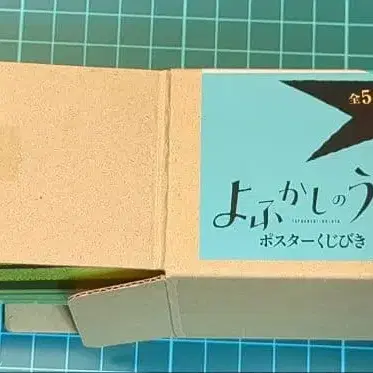 全5
よふかしのう
ポスターくじびき